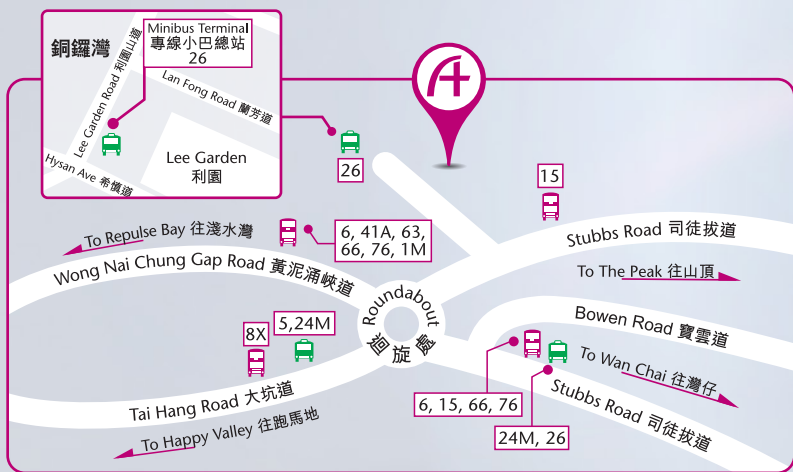 銅鑼灣
Minibus Terminal
專線小巴總站
26
Lee Garden Road 利園山道
Lan Fong Road 蘭芳道
Hysan Ave 希慎道
Lee Garden
利園
26
15
To Repulse Bay 往淺水灣
6, 41A, 63,
66, 76, 1M
Stubbs Road 司徒拔道
Wong Nai Chung Gap Road 黃泥涌峽道
To The Peak 往山頂
Roundabout
迴旋處
Bowen Road 寶雲道
8X
5,24M
To Wan Chai 往灣仔
Tai Hang Road 大坑道
6, 15, 66, 76
Stubbs Road 司徒拔道
To Happy Valley 往跑馬地
24M, 26